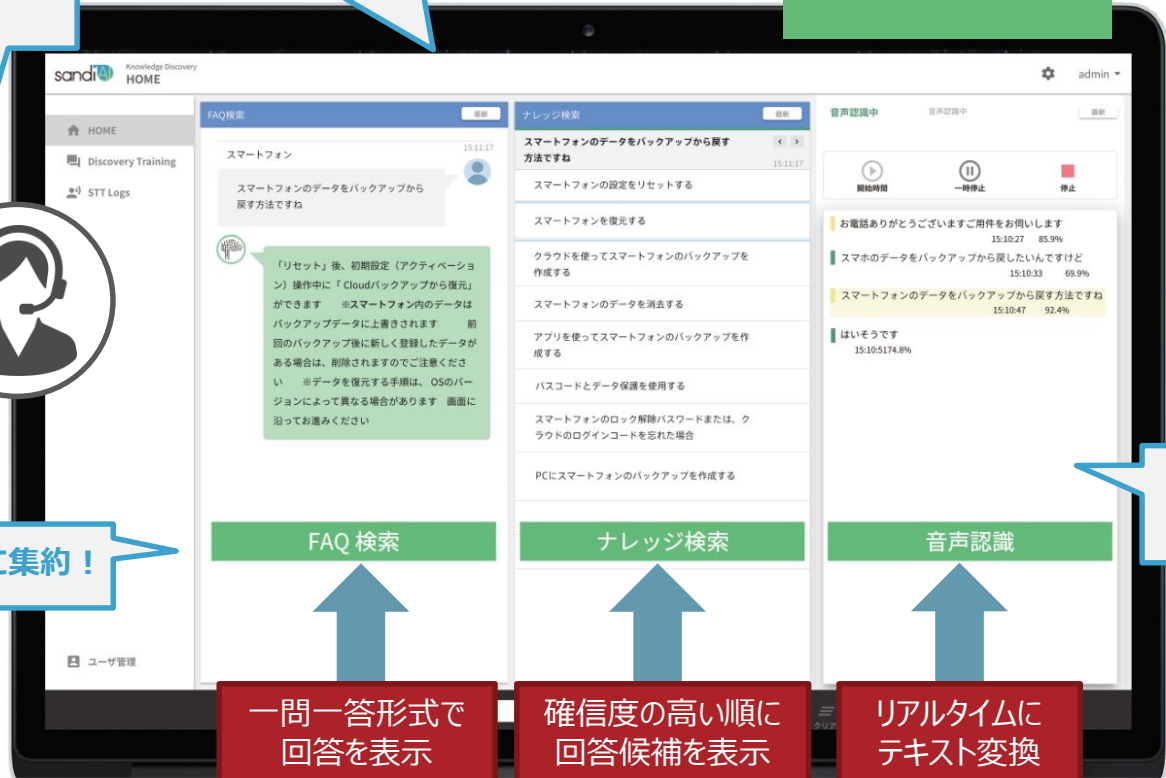 sandi AI
Knowledge Discovery
HOME
admin
HOME
Discovery Training
STT Logs
ユーザ管理
FAQ検索
最新
15:11:17
スマートフォン
スマートフォンのデータをバックアップから
戻す方法ですね
「リセット」後、初期設定（アクティベーショ
ン）操作中に「 Cloudバックアップから復元」
ができます　※スマートフォン内のデータは
バックアップデータに上書きされます　前
回のバックアップ後に新しく登録したデータが
ある場合は、削除されますのでご注意くださ
い　※データを復元する手順は、 OSのバー
ジョンによって異なる場合があります　画面に
沿ってお進みください
ナレッジ検索
最新
スマートフォンのデータをバックアップから戻す
方法ですね
15:11:17
スマートフォンの設定をリセットする
スマートフォンを復元する
クラウドを使ってスマートフォンのバックアップを
作成する
スマートフォンのデータを消去する
アプリを使ってスマートフォンのバックアップを作
成する
パスコードとデータ保護を使用する
スマートフォンのロック解除パスワードまたは、ク
ラウドのログインコードを忘れた場合
PCにスマートフォンのバックアップを作成する
音声認識中
音声認識中
最新
開始時間
一時停止
停止
お電話ありがとうございますご用件をお伺いします
15:10:27 85.9%
スマホのデータをバックアップから戻したいんですけど
15:10:33 69.9%
スマートフォンのデータをバックアップから戻す方法ですね
15:10:47 92.4%
はいそうです
15:10:5174.8%
に集約！
FAQ 検索
ナレッジ検索
音声認識
一問一答形式で
回答を表示
確信度の高い順に
回答候補を表示
リアルタイムに
テキスト変換